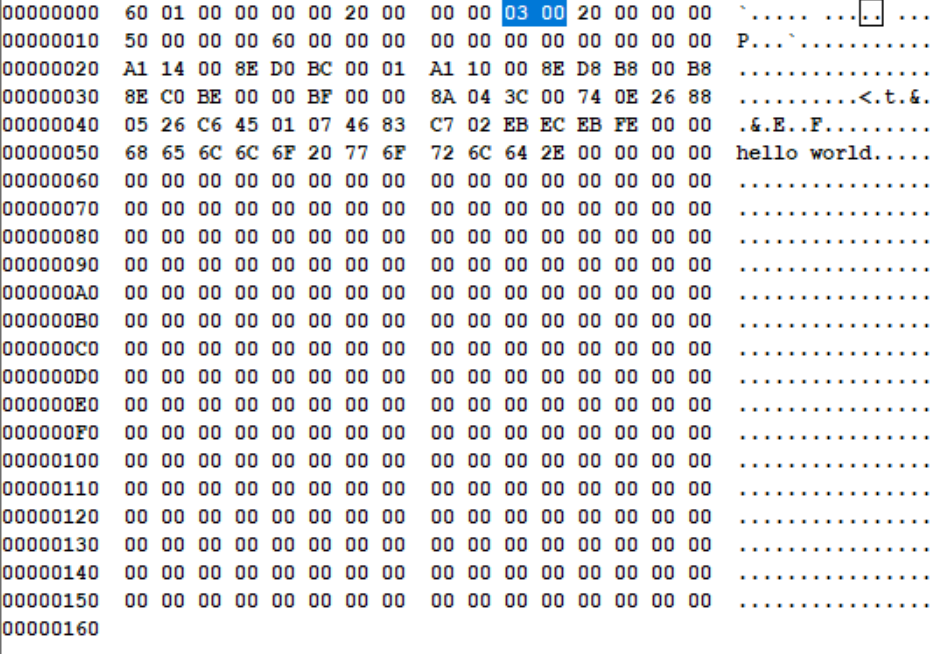 00000000 60 01 00 00 00 00 20 00 00 00 03 00 20 00 00 00 `..... ..... ...
00000010 50 00 00 00 60 00 00 00 00 00 00 00 00 00 00 00 P...`...........
00000020 A1 14 00 8E D0 BC 00 01 A1 10 00 8E D8 B8 00 B8 ................
00000030 8E C0 BE 00 00 BF 00 00 8A 04 3C 00 74 0E 26 88 ..........<.t.&.
00000040 05 26 C6 45 01 07 46 83 C7 02 EB EC EB FE 00 00 .&.E..F.........
00000050 68 65 6C 6C 6F 20 77 6F 72 6C 64 2E 00 00 00 00 hello world.....
00000060 00 00 00 00 00 00 00 00 00 00 00 00 00 00 00 00 ................
00000070 00 00 00 00 00 00 00 00 00 00 00 00 00 00 00 00 ................
00000080 00 00 00 00 00 00 00 00 00 00 00 00 00 00 00 00 ................
00000090 00 00 00 00 00 00 00 00 00 00 00 00 00 00 00 00 ................
000000A0 00 00 00 00 00 00 00 00 00 00 00 00 00 00 00 00 ................
000000B0 00 00 00 00 00 00 00 00 00 00 00 00 00 00 00 00 ................
000000C0 00 00 00 00 00 00 00 00 00 00 00 00 00 00 00 00 ................
000000D0 00 00 00 00 00 00 00 00 00 00 00 00 00 00 00 00 ................
000000E0 00 00 00 00 00 00 00 00 00 00 00 00 00 00 00 00 ................
000000F0 00 00 00 00 00 00 00 00 00 00 00 00 00 00 00 00 ................
00000100 00 00 00 00 00 00 00 00 00 00 00 00 00 00 00 00 ................
00000110 00 00 00 00 00 00 00 00 00 00 00 00 00 00 00 00 ................
00000120 00 00 00 00 00 00 00 00 00 00 00 00 00 00 00 00 ................
00000130 00 00 00 00 00 00 00 00 00 00 00 00 00 00 00 00 ................
00000140 00 00 00 00 00 00 00 00 00 00 00 00 00 00 00 00 ................
00000150 00 00 00 00 00 00 00 00 00 00 00 00 00 00 00 00 ................
00000160